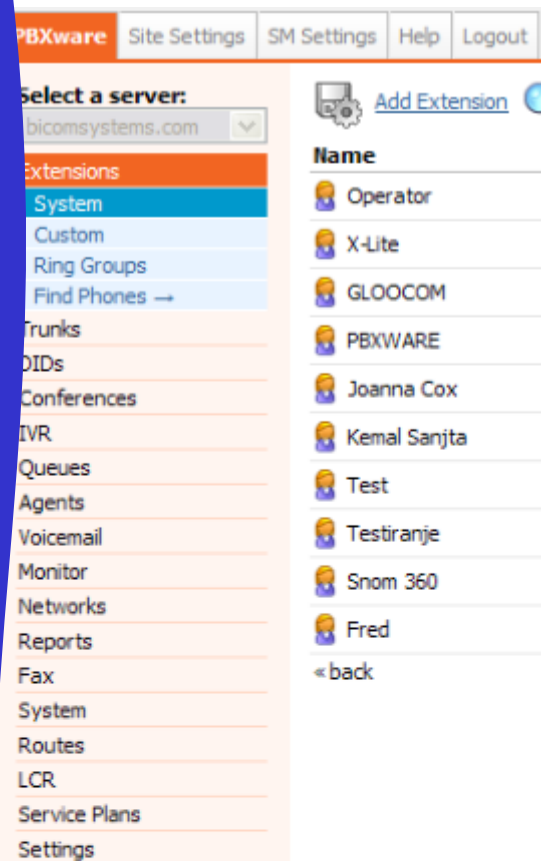 PBXware Site Settings SM Settings Help Logout
Select a server:
bicomsystems.com
Extensions
System
Custom
Ring Groups
Find Phones →
Trunks
DIDs
Conferences
IVR
Queues
Agents
Voicemail
Monitor
Networks
Reports
Fax
System
Routes
LCR
Service Plans
Settings
Add Extension
Name
Operator
X-Lite
GLOOCOM
PBXWARE
Joanna Cox
Kemal Sanjta
Test
Testiranje
Snom 360
Fred
«back